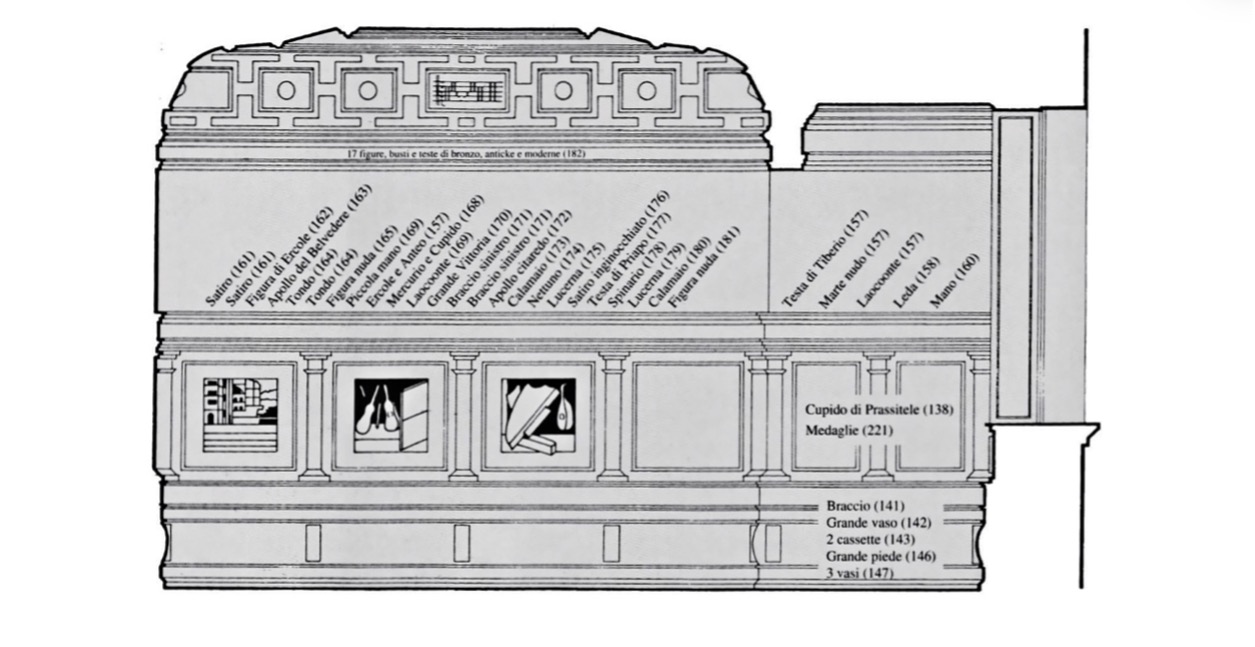 17 figure, busti e teste di bronzo, anticke e moderne (182)
Satiro (161)
Satiro (161)
Figura di Ercole (162)
Apollo del Belvedere (163)
Tondo (164)
Tondo (164)
Figura nuda (165)
Piccola mano (169)
Ercole e Anteo (157)
Mercurio e Cupido (168)
Laocoonte (169)
Grande Vittoria (170)
Braccio sinistro (171)
Braccio sinistro (171)
Apollo citaredo (172)
Calamaio (173)
Nettuno (174)
Lucerna (175)
Satiro inginocchiato (176)
Testa di Priapo (177)
Spinario (178)
Lucerna (179)
Calamaio (180)
Figura nuda (181)
Testa di Tiberio (157)
Marte nudo (157)
Laocoonte (157)
Leda (158)
Mano (160)
Cupido di Prassitele (138)
Medaglie (221)
Braccio (141)
Grande vaso (142)
2 cassette (143)
Grande piede (146)
3 vasi (147)